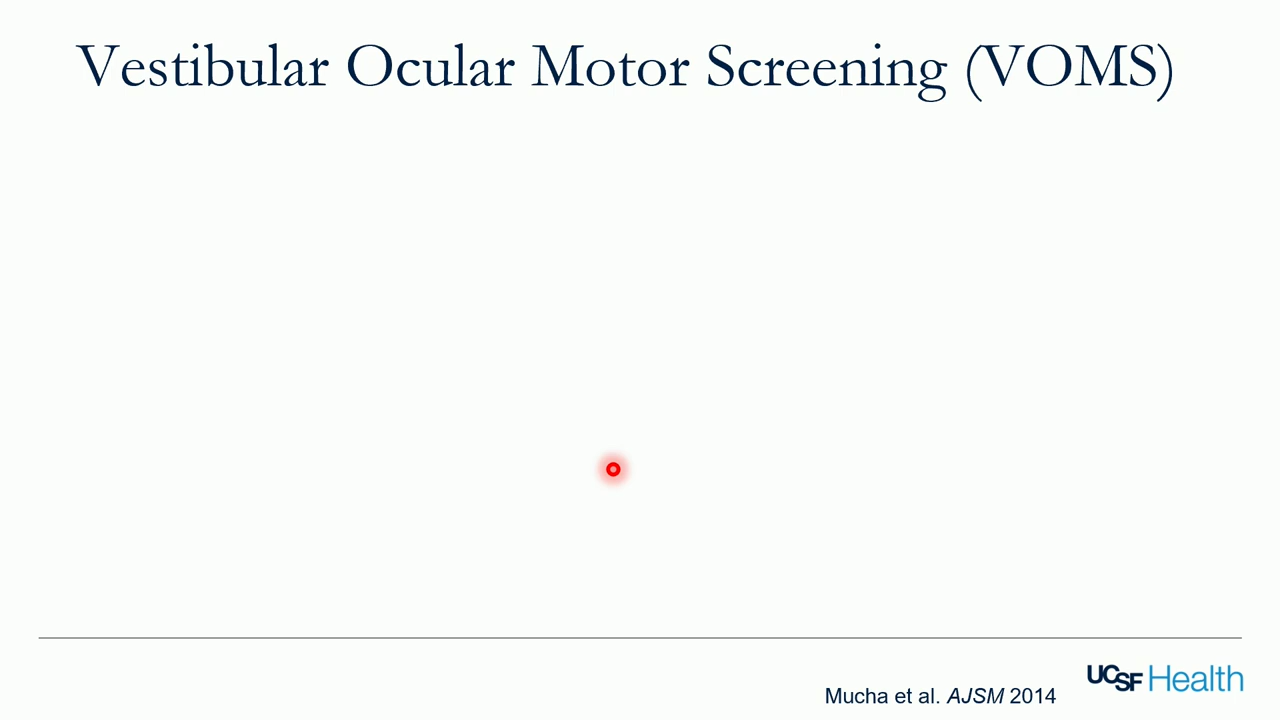 Vestibular Ocular Motor Screening (VOMS)
Mucha et al. AJSM 2014
UCSF Health